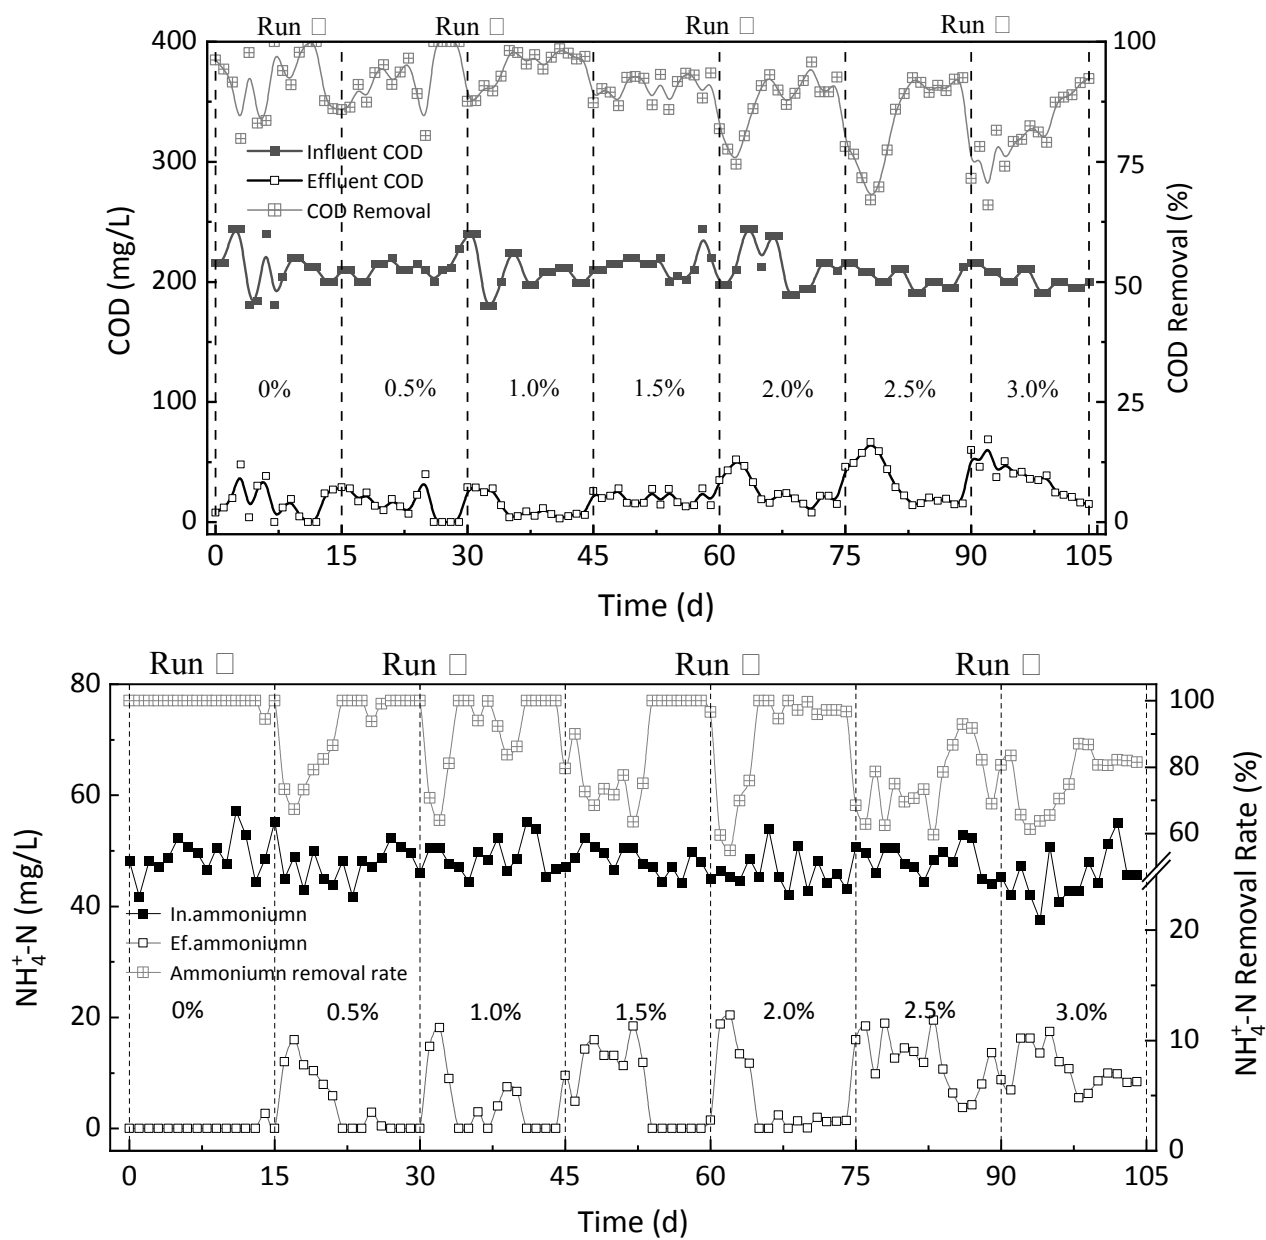 Run □ Run □ Run □ Run □
400 100
300 75
Influent COD
Effluent COD
COD Removal
200 50
COD (mg/L)
COD Removal (%)
0% 0.5% 1.0% 1.5% 2.0% 2.5% 3.0%
100 25
0 0
0 15 30 45 60 75 90 105
Time (d)
Run □ Run □ Run □ Run □
80
100
60 80
60
40
In.ammoniumn
Ef.ammoniumn
Ammoniumn removal rate
20
NH₄⁺-N (mg/L)
NH₄⁺-N Removal Rate (%)
0% 0.5% 1.0% 1.5% 2.0% 2.5% 3.0%
20 10
0 0
0 15 30 45 60 75 90 105
Time (d)